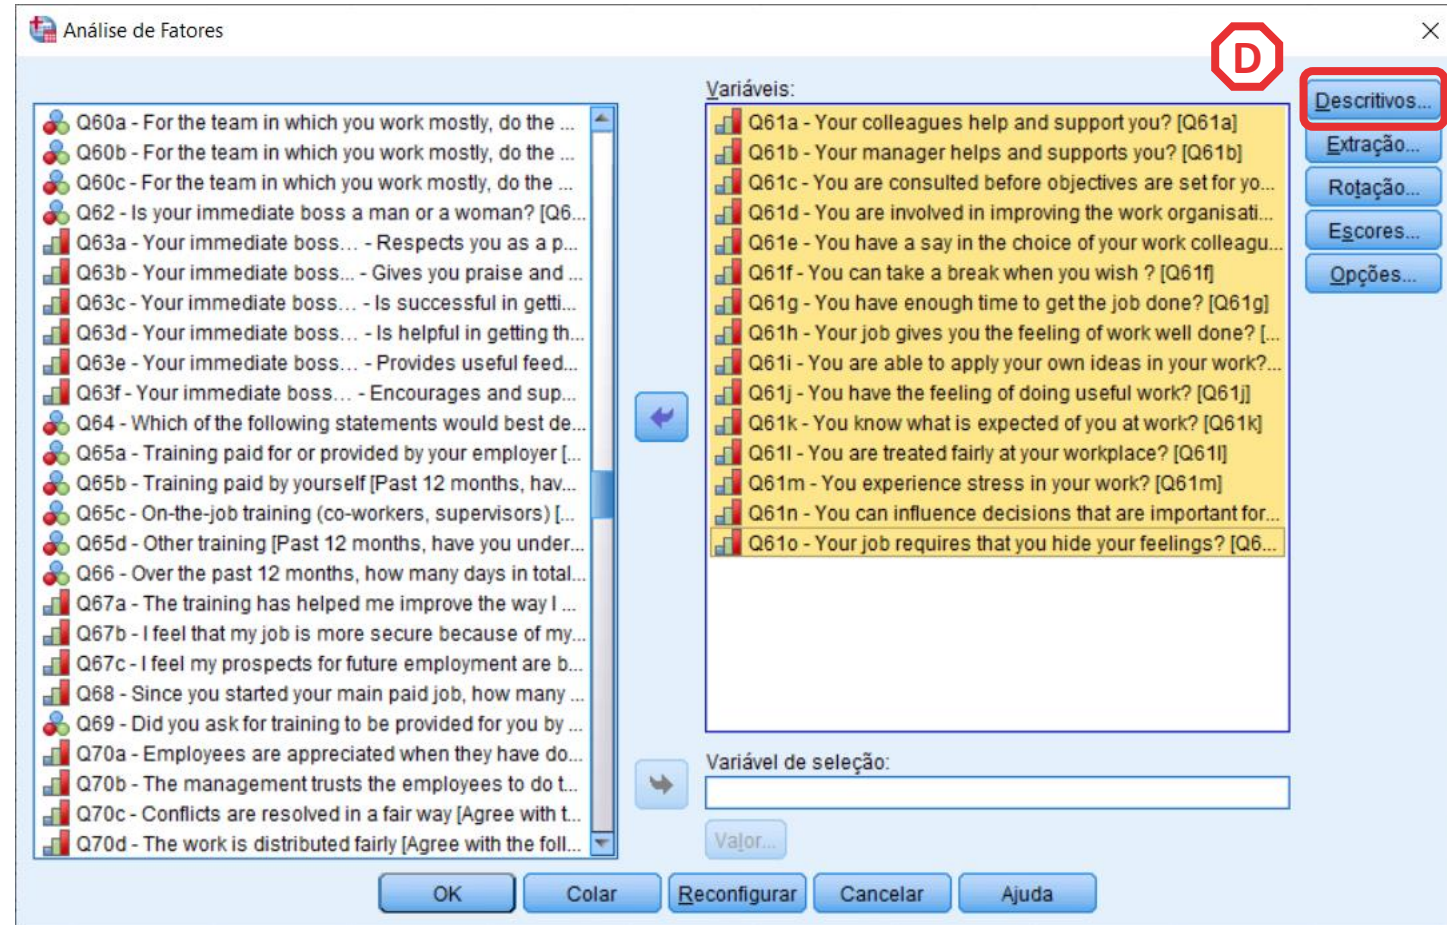 Análise de Fatores
D
Variáveis:
Q60a - For the team in which you work mostly, do the ...
Q60b - For the team in which you work mostly, do the ...
Q60c - For the team in which you work mostly, do the ...
Q62 - Is your immediate boss a man or a woman? [Q6...
Q63a - Your immediate boss... - Respects you as a p...
Q63b - Your immediate boss... - Gives you praise and ...
Q63c - Your immediate boss... - Is successful in getti...
Q63d - Your immediate boss... - Is helpful in getting th...
Q63e - Your immediate boss... - Provides useful feed...
Q63f - Your immediate boss... - Encourages and sup...
Q64 - Which of the following statements would best de...
Q65a - Training paid for or provided by your employer [...
Q65b - Training paid by yourself [Past 12 months, hav...
Q65c - On-the-job training (co-workers, supervisors) [...
Q65d - Other training [Past 12 months, have you under...
Q66 - Over the past 12 months, how many days in total...
Q67a - The training has helped me improve the way I ...
Q67b - I feel that my job is more secure because of my...
Q67c - I feel my prospects for future employment are b...
Q68 - Since you started your main paid job, how many ...
Q69 - Did you ask for training to be provided for you by ...
Q70a - Employees are appreciated when they have do...
Q70b - The management trusts the employees to do t...
Q70c - Conflicts are resolved in a fair way [Agree with t...
Q70d - The work is distributed fairly [Agree with the foll...
Q61a - Your colleagues help and support you? [Q61a]
Q61b - Your manager helps and supports you? [Q61b]
Q61c - You are consulted before objectives are set for yo...
Q61d - You are involved in improving the work organisati...
Q61e - You have a say in the choice of your work colleagu...
Q61f - You can take a break when you wish ? [Q61f]
Q61g - You have enough time to get the job done? [Q61g]
Q61h - Your job gives you the feeling of work well done? [...
Q61i - You are able to apply your own ideas in your work?...
Q61j - You have the feeling of doing useful work? [Q61j]
Q61k - You know what is expected of you at work? [Q61k]
Q61l - You are treated fairly at your workplace? [Q61l]
Q61m - You experience stress in your work? [Q61m]
Q61n - You can influence decisions that are important for...
Q61o - Your job requires that you hide your feelings? [Q6...
Variável de seleção:
Valor...
Descritivos...
Extração...
Rotação...
Escores...
Opções...
OK
Colar
Reconfigurar
Cancelar
Ajuda